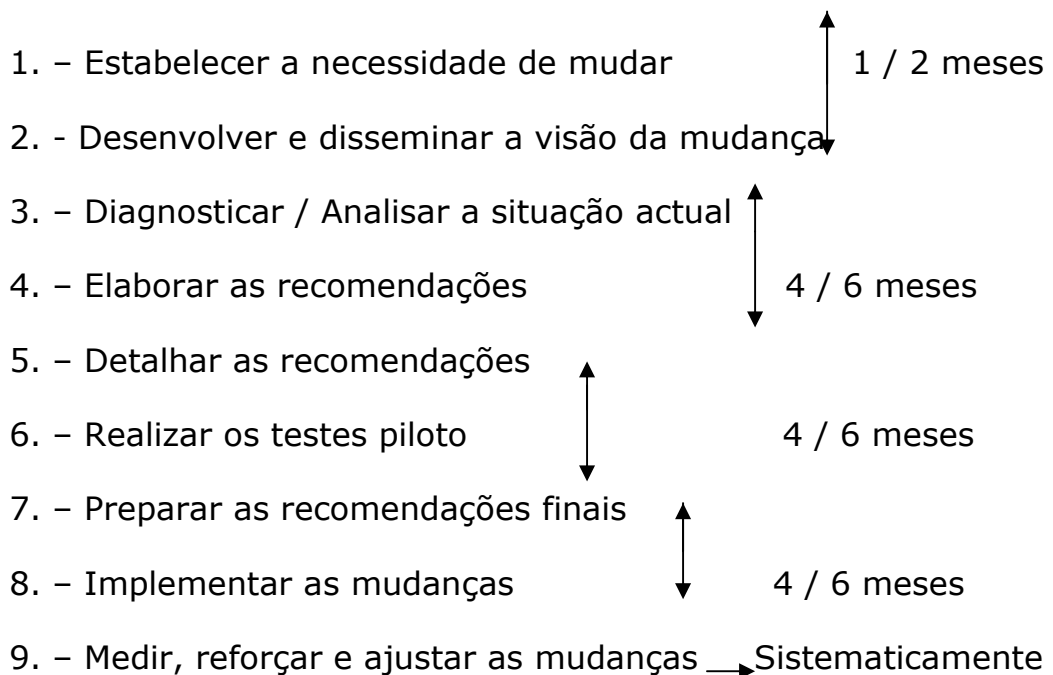 1. – Estabelecer a necessidade de mudar 1 / 2 meses
2. - Desenvolver e disseminar a visão da mudança
3. – Diagnosticar / Analisar a situação actual
4. – Elaborar as recomendações 4 / 6 meses
5. – Detalhar as recomendações
6. – Realizar os testes piloto 4 / 6 meses
7. – Preparar as recomendações finais
8. – Implementar as mudanças 4 / 6 meses
9. – Medir, reforçar e ajustar as mudanças Sistematicamente